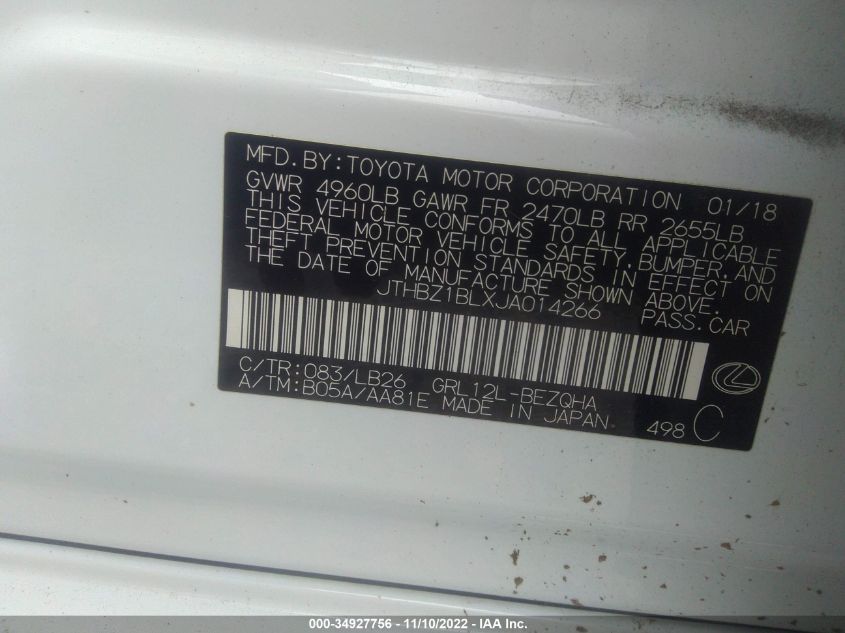 MFD.BY:TOYOTA MOTOR CORPORATION 01/18
GVWR 4960LB GAWR FR 2470LB RR 2655LB
THIS VEHICLE CONFORMS TO ALL APPLICABLE
FEDERAL MOTOR VEHICLE SAFETY,BUMPER,AND
THEFT PREVENTION STANDARDS IN EFFECT ON
THE DATE OF MANUFACTURE SHOWN ABOVE.
JTHBZ1BLXJA014266 PASS.CAR
C/TR:083/LB26 GRL12L-BEZQHA
A/TM:B05A/AA81E MADE IN JAPAN 498 C
000-34927756 - 11/10/2022 - IAA Inc.